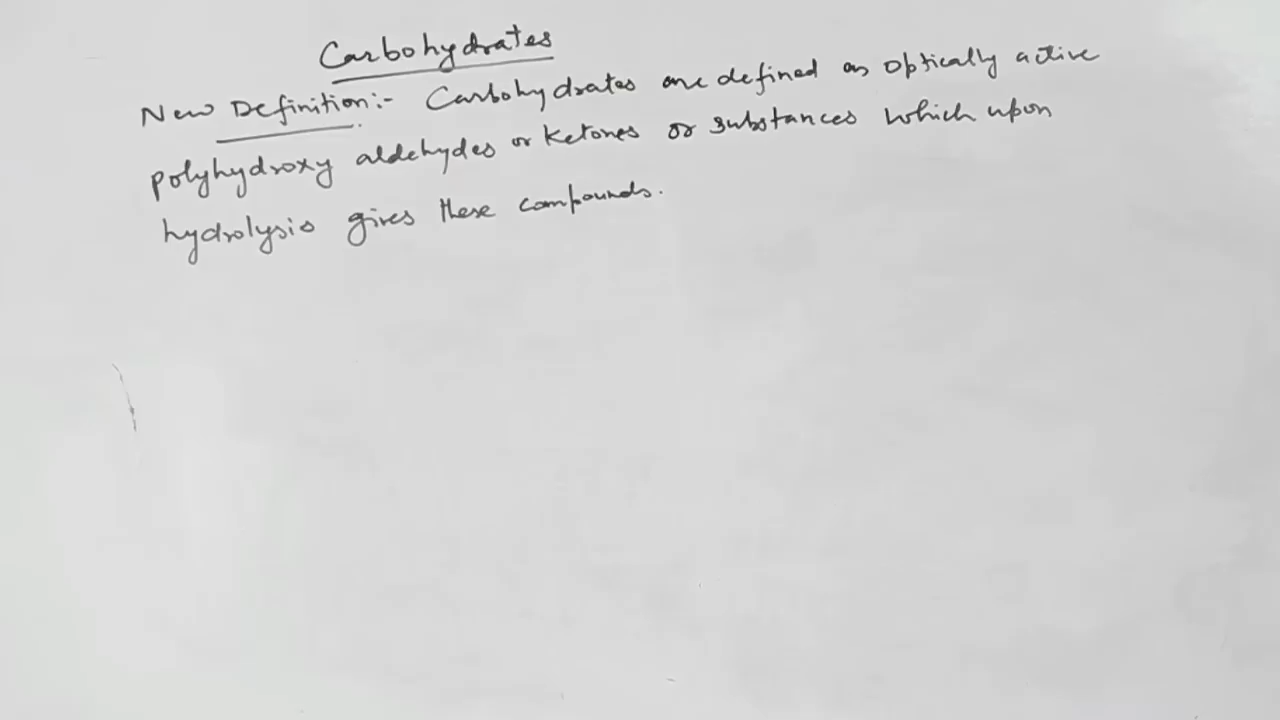 Carbohydrates
New Definition:- Carbohydrates are defined as optically active
polyhydroxy aldehydes or ketones or substances which upon
hydrolysis gives these compounds.